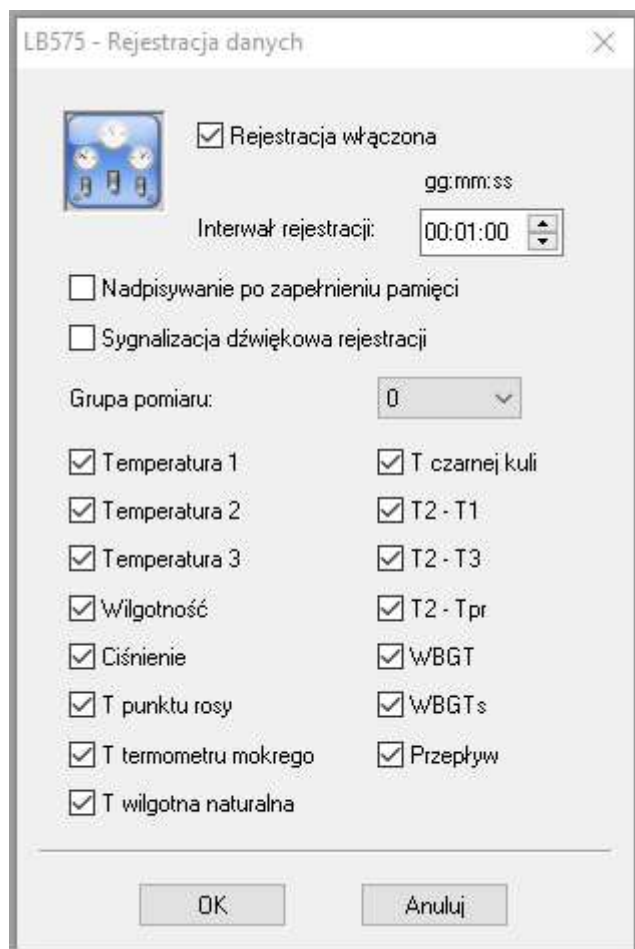 LB575 - Rejestracja danych
Rejestracja włączona
gg:mm:ss
Interwał rejestracji: 00:01:00
Nadpisywanie po zapełnieniu pamięci
Sygnalizacja dźwiękowa rejestracji
Grupa pomiaru: 0
Temperatura 1 T czarnej kuli
Temperatura 2 T2 - T1
Temperatura 3 T2 - T3
Wilgotność T2 - Tpr
Ciśnienie WBGT
T punktu rosy WBGTs
T termometru mokrego Przepływ
T wilgotna naturalna
OK Anuluj